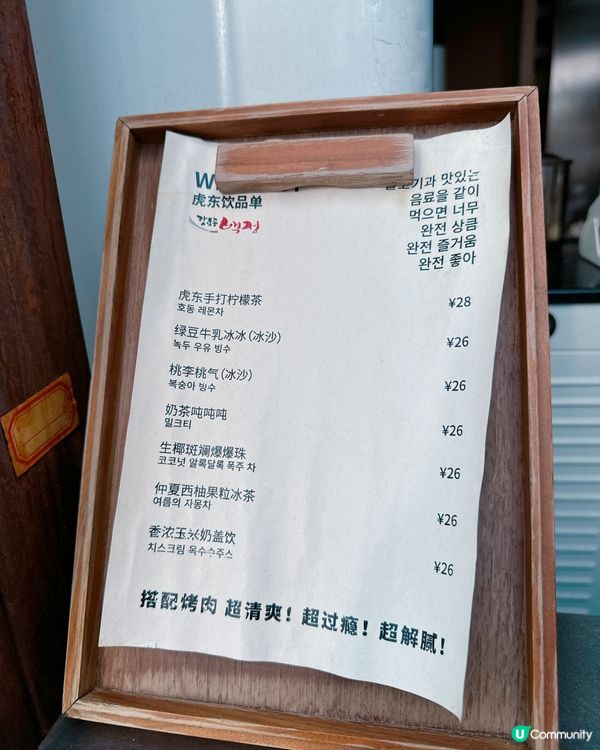 虎东饮品单
강호동 백정
맛있는
음료을 같이
먹으면 너무
완전 상큼
완전 즐거움
완전 좋아
虎东手打柠檬茶 ¥28
호동 레몬차
绿豆牛乳冰冰(冰沙) ¥26
녹두 우유 빙수
桃李桃气(冰沙) ¥26
복숭아 빙수
奶茶吨吨吨 ¥26
밀크티
生椰斑斓爆爆珠 ¥26
코코넛 알록달록 폭주 차
仲夏西柚果粒冰茶 ¥26
여름의 자몽차
香浓玉米奶盖饮 ¥26
치스크림 옥수수주스
搭配烤肉 超清爽！超过瘾！超解腻！
U Community